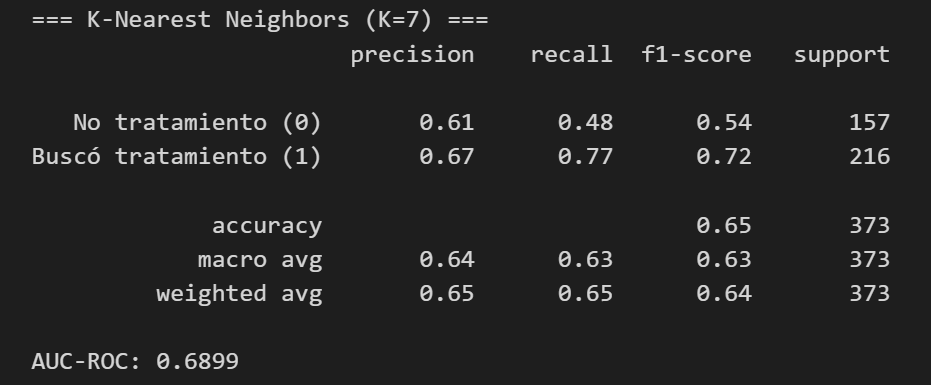 === K-Nearest Neighbors (K=7) ===
precision recall f1-score support
No tratamiento (0) 0.61 0.48 0.54 157
Buscó tratamiento (1) 0.67 0.77 0.72 216
accuracy 0.65 373
macro avg 0.64 0.63 0.63 373
weighted avg 0.65 0.65 0.64 373
AUC-ROC: 0.6899